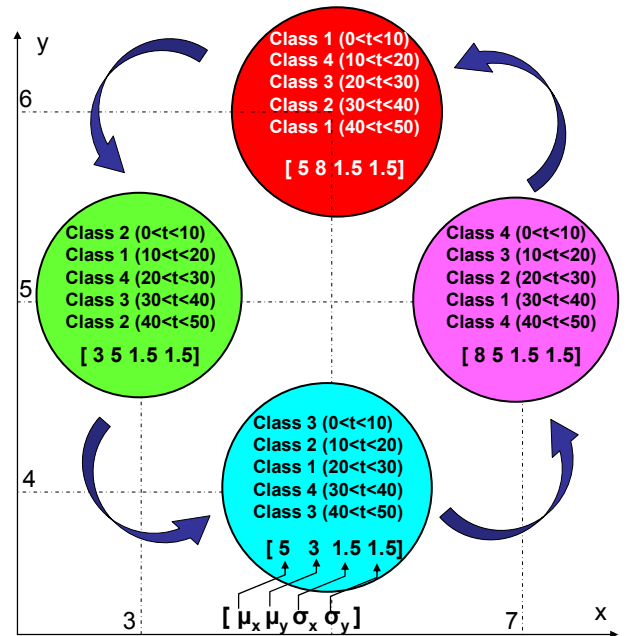 y
Class 1 (0<t<10)
Class 4 (10<t<20)
Class 3 (20<t<30)
Class 2 (30<t<40)
Class 1 (40<t<50)
[ 5 8 1.5 1.5]
6
Class 2 (0<t<10)
Class 1 (10<t<20)
Class 4 (20<t<30)
Class 3 (30<t<40)
Class 2 (40<t<50)
[ 3 5 1.5 1.5]
5
Class 4 (0<t<10)
Class 3 (10<t<20)
Class 2 (20<t<30)
Class 1 (30<t<40)
Class 4 (40<t<50)
[ 8 5 1.5 1.5]
Class 3 (0<t<10)
Class 2 (10<t<20)
Class 1 (20<t<30)
Class 4 (30<t<40)
Class 3 (40<t<50)
[ 5 3 1.5 1.5]
4
[ μx μy σx σy ]
3
7
x